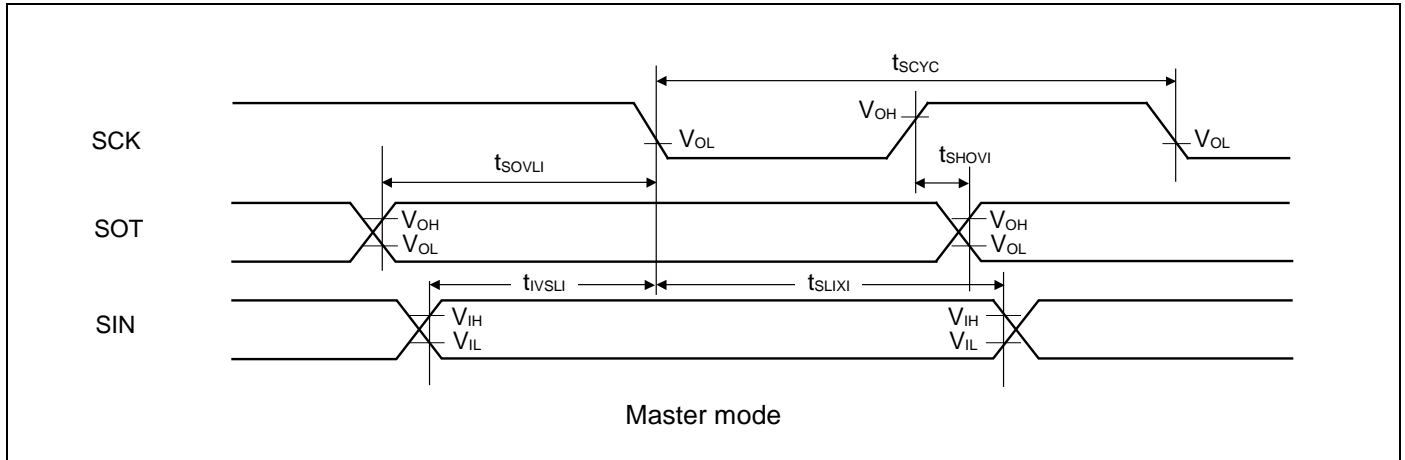 tSCYC
SCK
VOH
VOL
VOL
tSHOVI
tSOVLI
SOT
VOH
VOH
VOL
VOL
tIVSLI
tSLIXI
SIN
VIH
VIH
VIL
VIL
Master mode